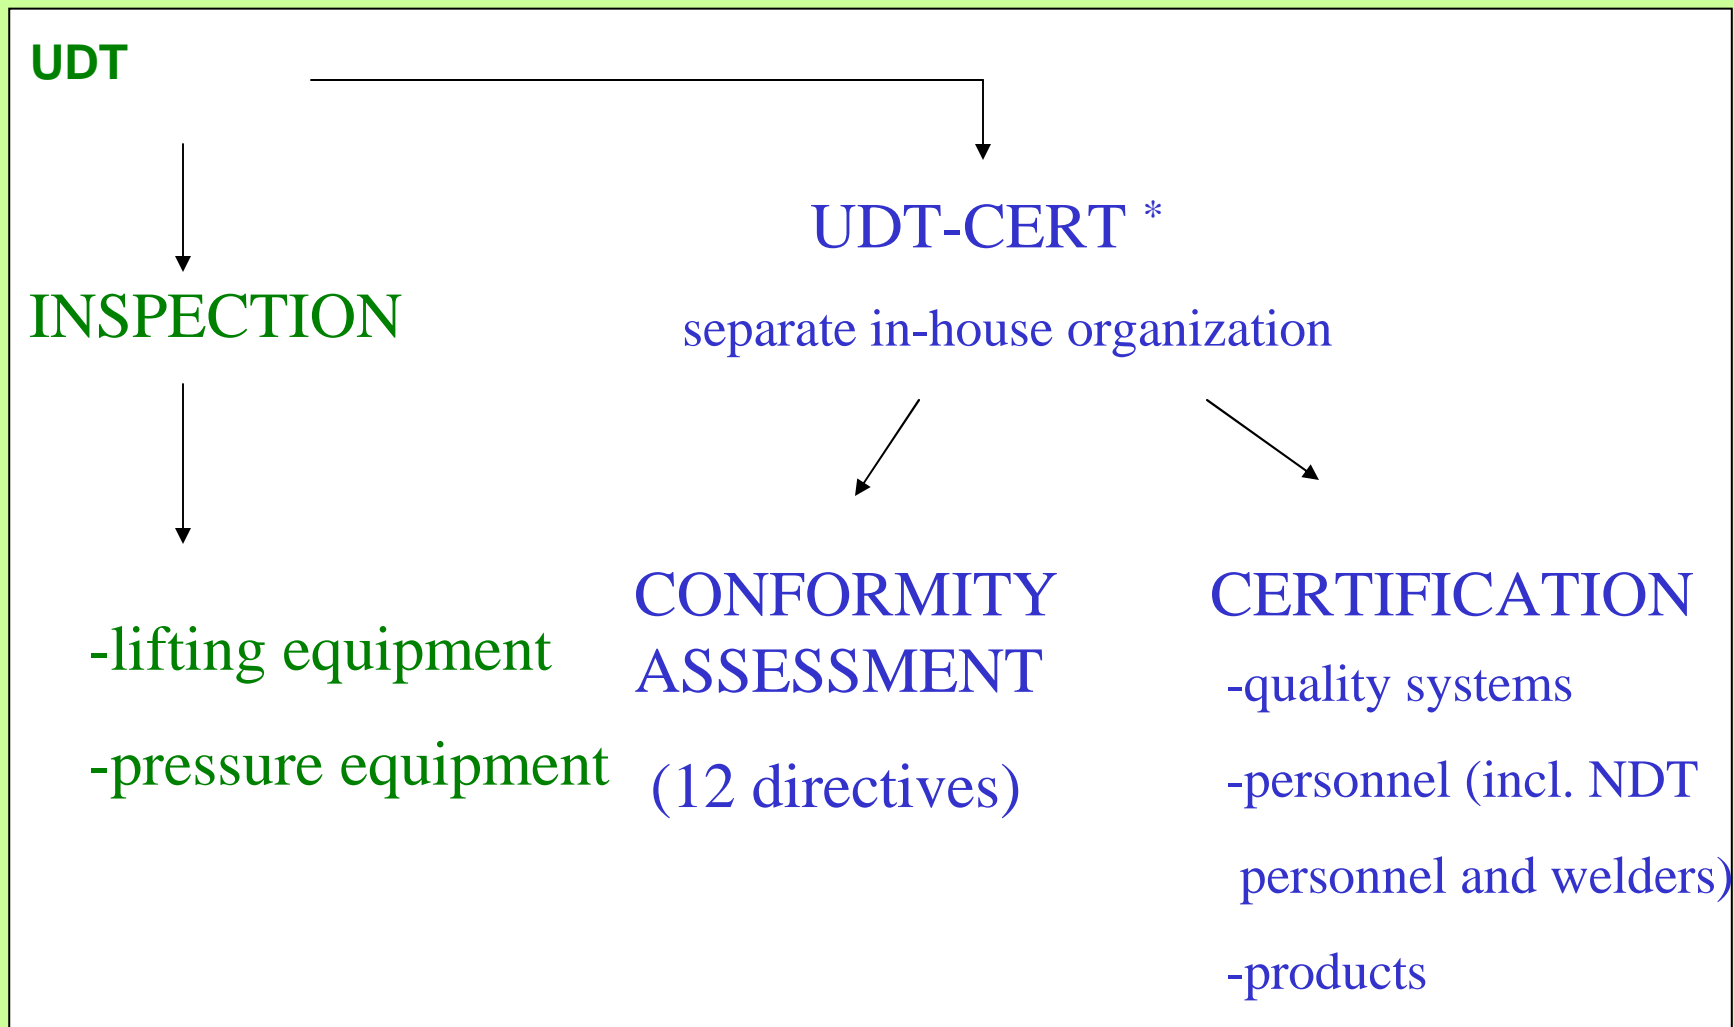 UDT
INSPECTION
-lifting equipment
-pressure equipment
UDT-CERT *
separate in-house organization
CONFORMITY
ASSESSMENT
(12 directives)
CERTIFICATION
-quality systems
-personnel (incl. NDT
personnel and welders)
-products